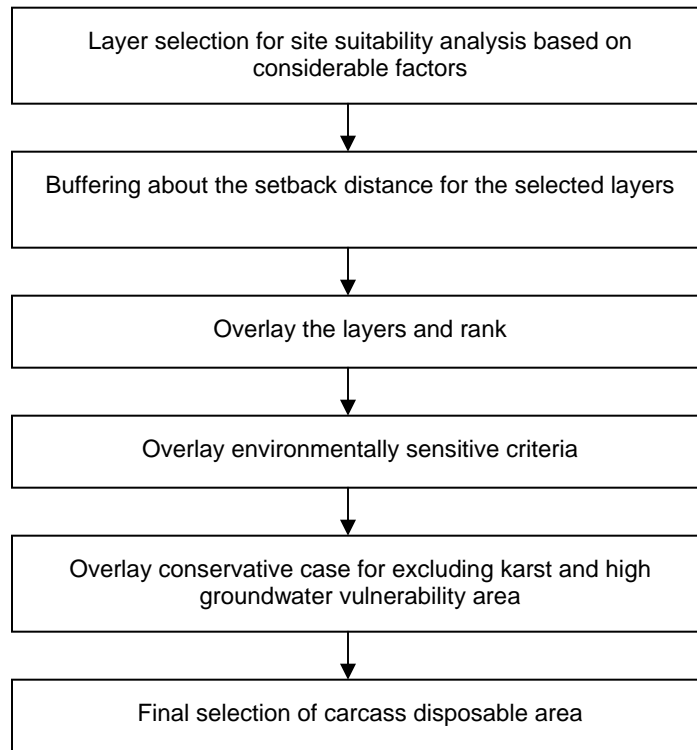 Layer selection for site suitability analysis based on
considerable factors
Buffering about the setback distance for the selected layers
Overlay the layers and rank
Overlay environmentally sensitive criteria
Overlay conservative case for excluding karst and high
groundwater vulnerability area
Final selection of carcass disposable area